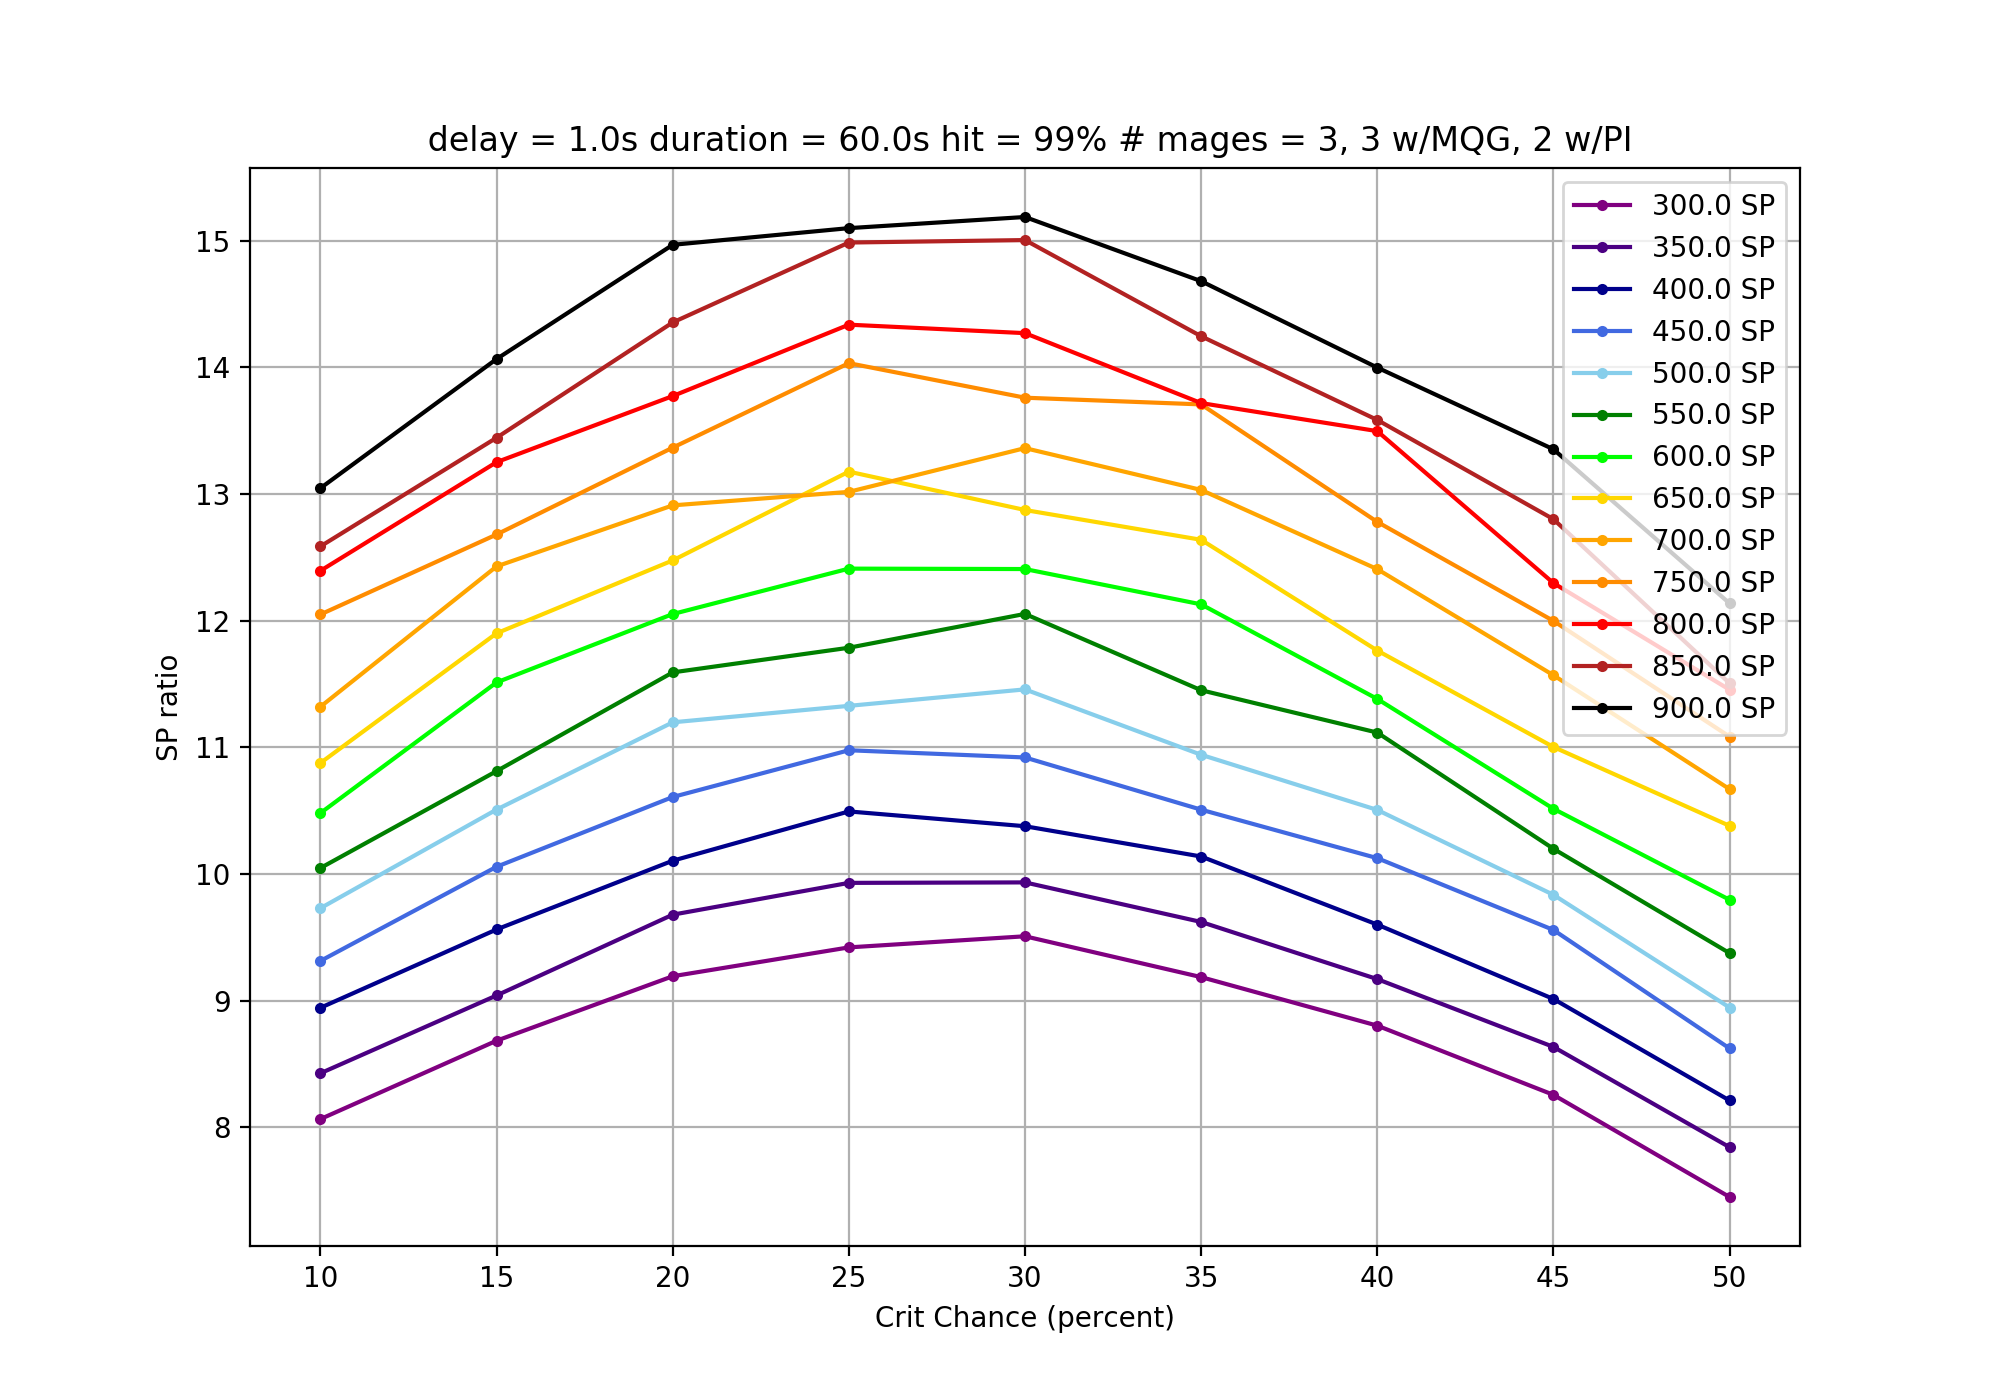 delay = 1.0s duration = 60.0s hit = 99% # mages = 3, 3 w/MQG, 2 w/PI
300.0 SP
350.0 SP
400.0 SP
450.0 SP
500.0 SP
550.0 SP
600.0 SP
650.0 SP
700.0 SP
750.0 SP
800.0 SP
850.0 SP
900.0 SP
15
14
13
12
11
10
9
8
SP ratio
10 15 20 25 30 35 40 45 50
Crit Chance (percent)